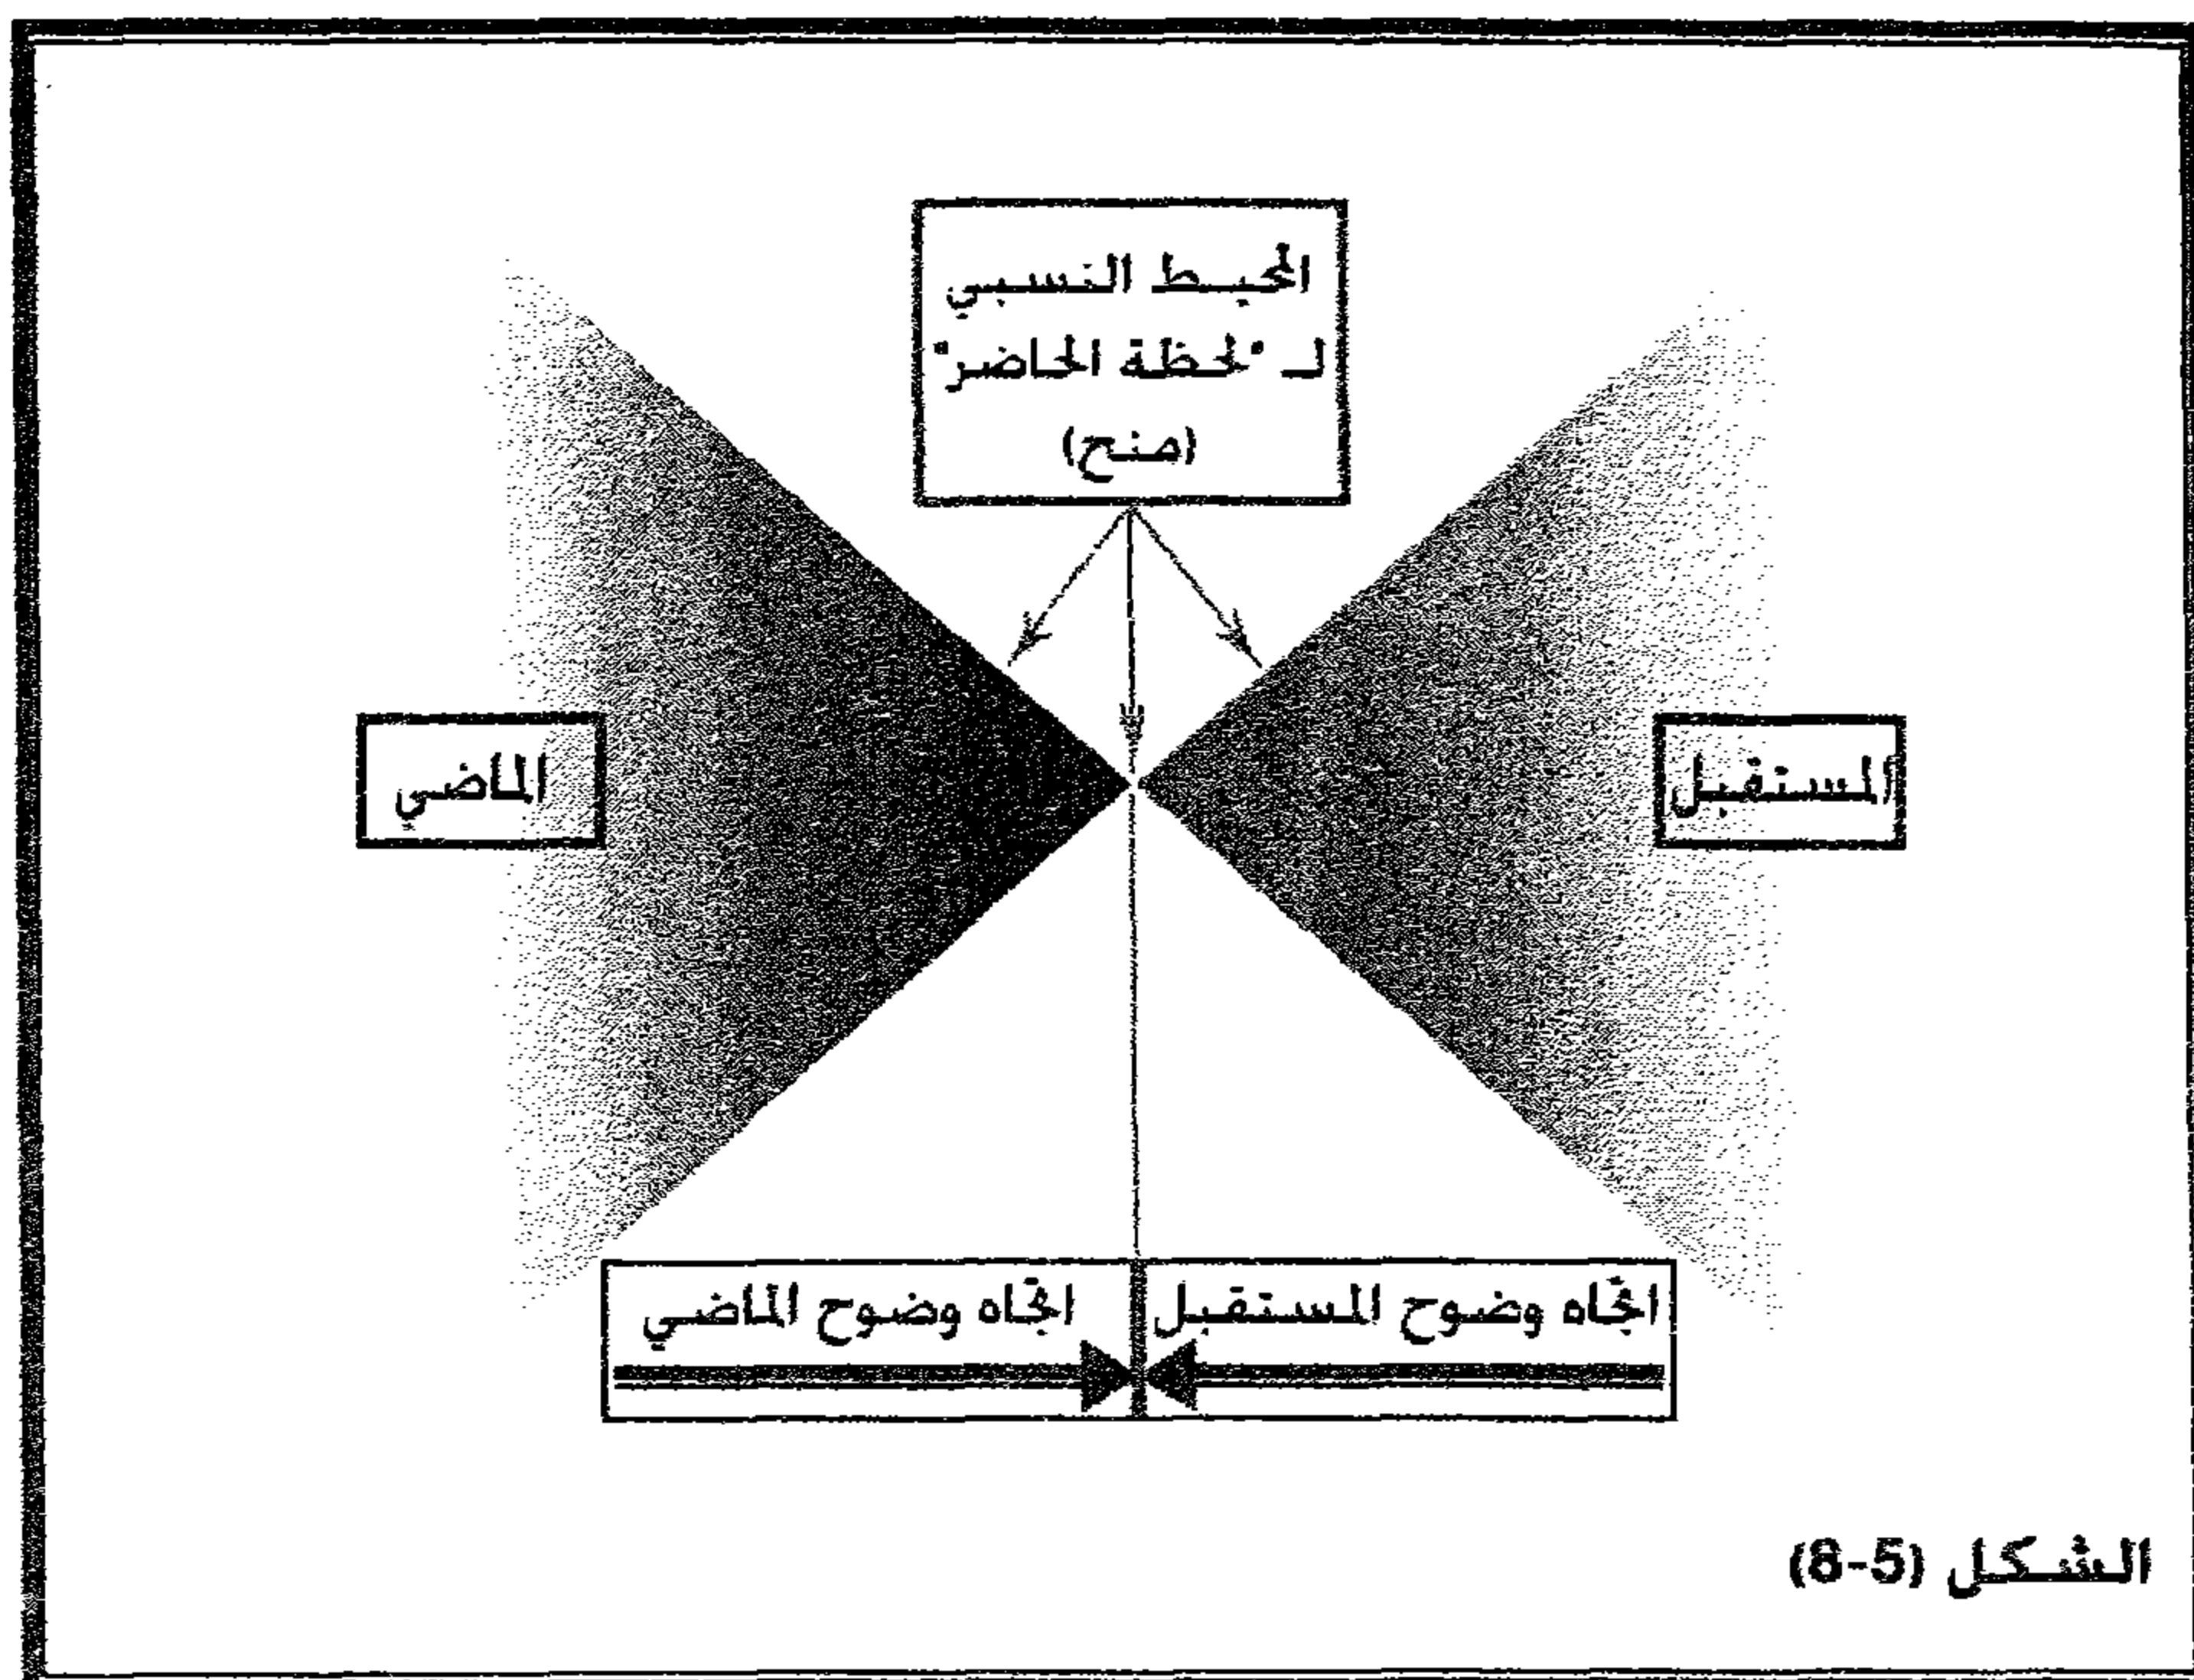 المحيط النسبي
لـ "لحظة الحاضر"
(منح)
المستقبل
الماضي
اتجاه وضوح المستقبل
اتجاه وضوح الماضي
الشكل (5-8)